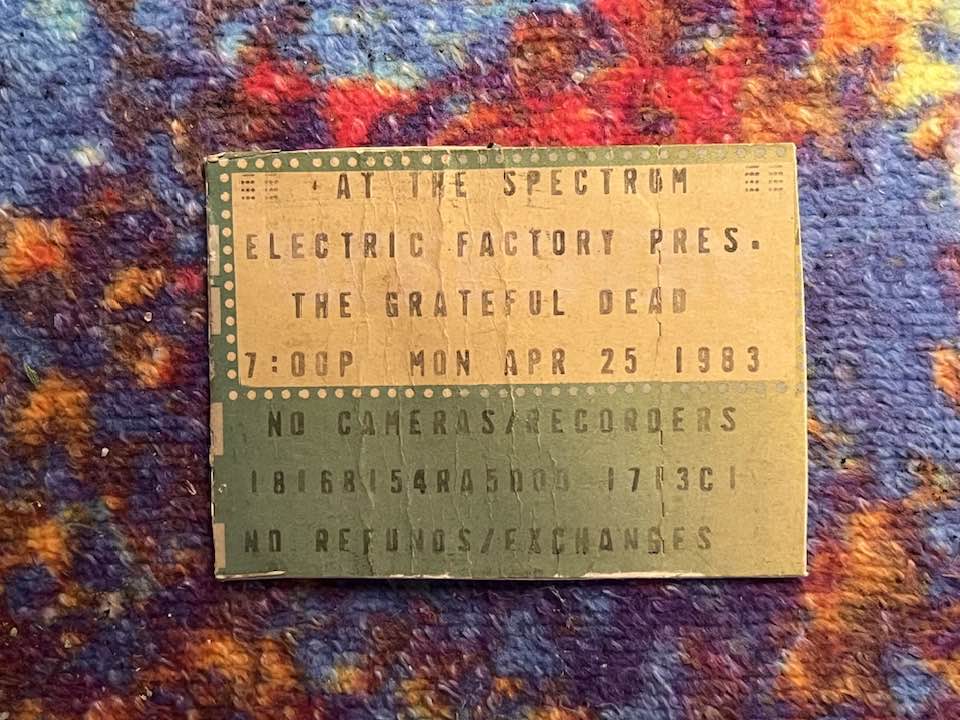 AT THE SPECTRUM
ELECTRIC FACTORY PRES.
THE GRATEFUL DEAD
7:00P MON APR 25 1983
NO CAMERAS/RECORDERS
NO REFUNDS/EXCHANGES